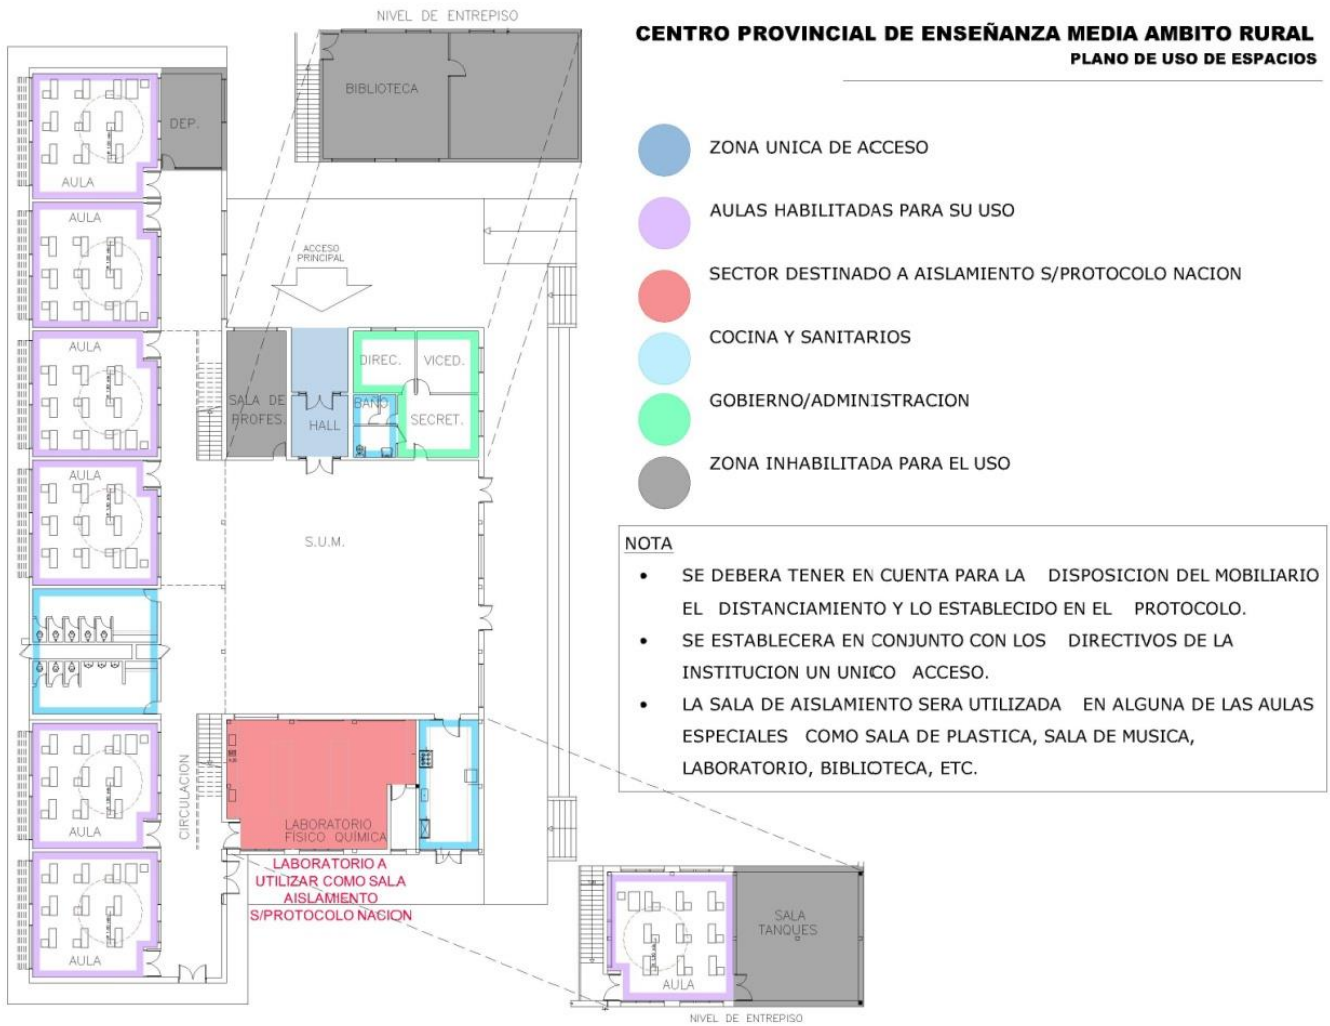 NIVEL DE ENTREPISO
CENTRO PROVINCIAL DE ENSEÑANZA MEDIA AMBITO RURAL
PLANO DE USO DE ESPACIOS
BIBLIOTECA
DEP.
AULA
AULA
ACCESO
PRINCIPAL
AULA
DIREC.
VICED.
SALA DE
PROFES.
HALL
BAÑO
SECRET.
AULA
S.U.M.
CIRCULACION
AULA
AULA
LABORATORIO
FÍSICO QUÍMICA
LABORATORIO A
UTILIZAR COMO SALA
AISLAMIENTO
S/PROTOCOLO NACION
ZONA UNICA DE ACCESO
AULAS HABILITADAS PARA SU USO
SECTOR DESTINADO A AISLAMIENTO S/PROTOCOLO NACION
COCINA Y SANITARIOS
GOBIERNO/ADMINISTRACION
ZONA INHABILITADA PARA EL USO
NOTA
• SE DEBERA TENER EN CUENTA PARA LA DISPOSICION DEL MOBILIARIO
EL DISTANCIAMIENTO Y LO ESTABLECIDO EN EL PROTOCOLO.
• SE ESTABLECERA EN CONJUNTO CON LOS DIRECTIVOS DE LA
INSTITUCION UN UNICO ACCESO.
• LA SALA DE AISLAMIENTO SERA UTILIZADA EN ALGUNA DE LAS AULAS
ESPECIALES COMO SALA DE PLASTICA, SALA DE MUSICA,
LABORATORIO, BIBLIOTECA, ETC.
SALA
TANQUES
AULA
NIVEL DE ENTREPISO